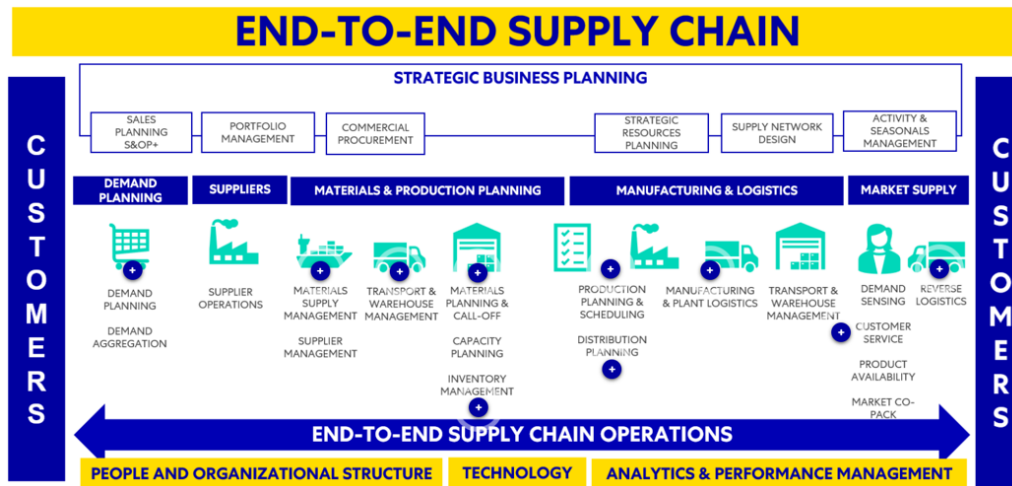 END-TO-END SUPPLY CHAIN
STRATEGIC BUSINESS PLANNING
SALES
PLANNING
S&OP+
PORTFOLIO
MANAGEMENT
COMMERCIAL
PROCUREMENT
STRATEGIC
RESOURCES
PLANNING
SUPPLY NETWORK
DESIGN
ACTIVITY &
SEASONALS
MANAGEMENT
CUSTOMERS
DEMAND
PLANNING
SUPPLIERS
MATERIALS & PRODUCTION PLANNING
MANUFACTURING & LOGISTICS
MARKET SUPPLY
CUSTOMERS
DEMAND
PLANNING
DEMAND
AGGREGATION
SUPPLIER
OPERATIONS
MATERIALS
SUPPLY
MANAGEMENT
SUPPLIER
MANAGEMENT
TRANSPORT &
WAREHOUSE
MANAGEMENT
MATERIALS
PLANNING &
CALL-OFF
CAPACITY
PLANNING
INVENTORY
MANAGEMENT
PRODUCTION
PLANNING &
SCHEDULING
DISTRIBUTION
PLANNING
MANUFACTURING
& PLANT LOGISTICS
TRANSPORT &
WAREHOUSE
MANAGEMENT
DEMAND
SENSING
CUSTOMER
SERVICE
PRODUCT
AVAILABILITY
MARKET CO-
PACK
REVERSE
LOGISTICS
END-TO-END SUPPLY CHAIN OPERATIONS
PEOPLE AND ORGANIZATIONAL STRUCTURE
TECHNOLOGY
ANALYTICS & PERFORMANCE MANAGEMENT